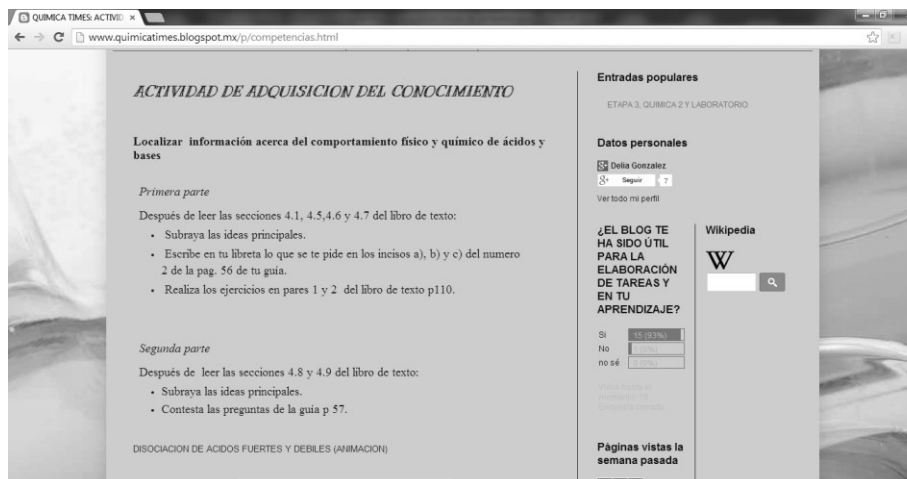 QUIMICA TIMES: ACTIVID
www.quimicatimes.blogspot.mx/p/competencias.html
ACTIVIDAD DE ADQUISICION DEL CONOCIMIENTO
Localizar información acerca del comportamiento físico y químico de ácidos y
bases
Primera parte
Después de leer las secciones 4.1, 4.5,4.6 y 4.7 del libro de texto:
• Subraya las ideas principales.
• Escribe en tu libreta lo que se te pide en los incisos a), b) y c) del numero
2 de la pag. 56 de tu guía.
• Realiza los ejercicios en pares 1 y 2 del libro de texto p110.
Segunda parte
Después de leer las secciones 4.8 y 4.9 del libro de texto:
• Subraya las ideas principales.
• Contesta las preguntas de la guía p 57.
DISOCIACION DE ACIDOS FUERTES Y DEBILES (ANIMACION)
Entradas populares
ETAPA 3, QUIMICA 2 Y LABORATORIO
Datos personales
Delia Gonzalez
Seguir 7
Ver todo mi perfil
¿EL BLOG TE
HA SIDO ÚTIL
PARA LA
ELABORACIÓN
DE TAREAS Y
EN TU
APRENDIZAJE?
Si 15 (93%)
No
no sé
Páginas vistas la
semana pasada
Wikipedia
W